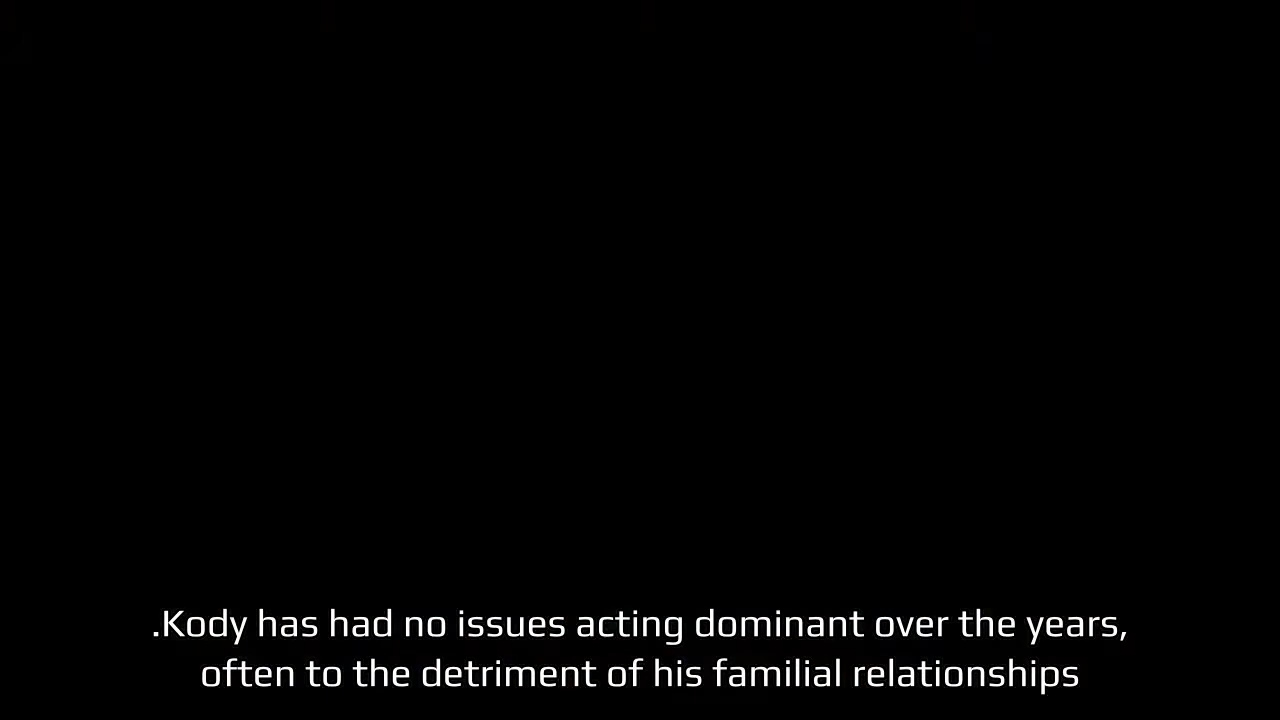 .Kody has had no issues acting dominant over the years,
often to the detriment of his familial relationships